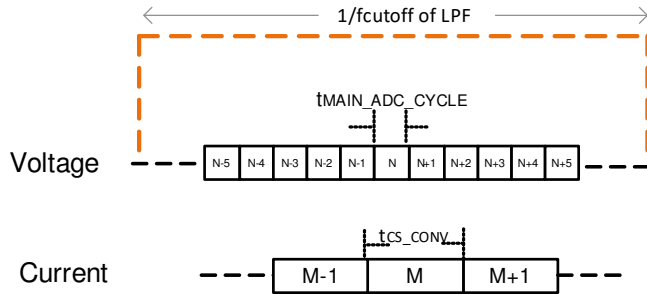 1/fcutoff of LPF
tMAIN_ADC_CYCLE
Voltage N-5 N-4 N-3 N-2 N-1 N N+1 N+2 N+3 N+4 N+5
tCS_CONV
Current M-1 M M+1